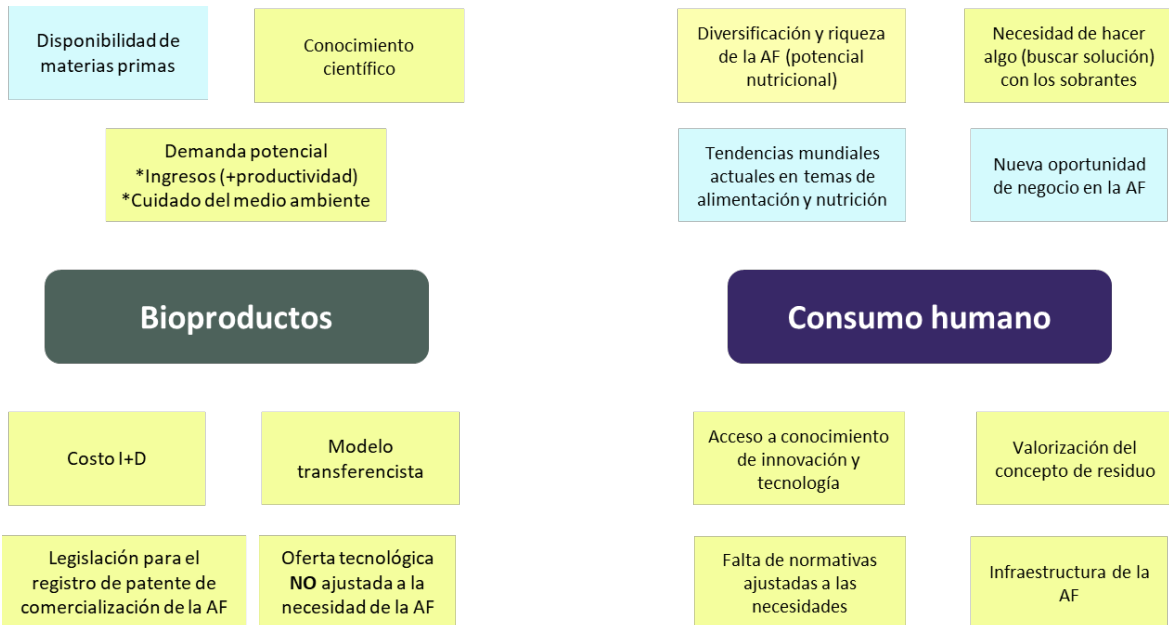 Disponibilidad de
materias primas
Conocimiento
científico
Demanda potencial
*Ingresos (+productividad)
*Cuidado del medio ambiente
Bioproductos
Costo I+D
Modelo
transferencista
Legislación para el
registro de patente de
comercialización de la AF
Oferta tecnológica
NO ajustada a la
necesidad de la AF
Diversificación y riqueza
de la AF (potencial
nutricional)
Necesidad de hacer
algo (buscar solución)
con los sobrantes
Tendencias mundiales
actuales en temas de
alimentación y nutrición
Nueva oportunidad
de negocio en la AF
Consumo humano
Acceso a conocimiento
de innovación y
tecnología
Valorización del
concepto de residuo
Falta de normativas
ajustadas a las
necesidades
Infraestructura de la
AF